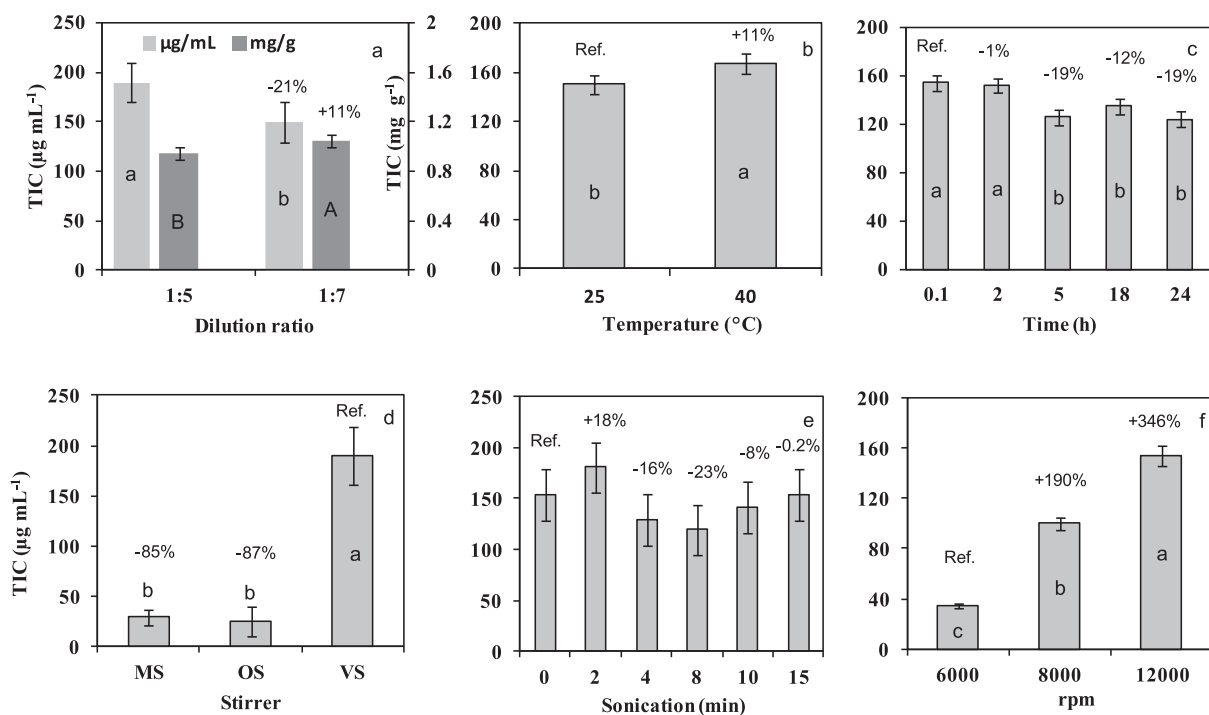 250
200
150
100
50
0
TIC (µg mL⁻¹)
µg/mL
mg/g
a
-21%
+11%
a
B
b
A
2
1.6
1.2
0.8
0.4
0
TIC (mg g⁻¹)
1:5
1:7
Dilution ratio
200
160
120
80
40
0
Ref.
+11%
b
b
a
25
40
Temperature (°C)
160
120
80
40
0
Ref.
-1%
-19%
-12%
-19%
c
a
a
b
b
b
0.1
2
5
18
24
Time (h)
250
200
150
100
50
0
TIC (µg mL⁻¹)
-85%
-87%
Ref.
d
b
b
a
MS
OS
VS
Stirrer
250
200
150
100
50
0
Ref.
+18%
-16%
-23%
-8%
-0.2%
e
0
2
4
8
10
15
Sonication (min)
200
160
120
80
40
0
Ref.
+190%
+346%
f
c
b
a
6000
8000
12000
rpm